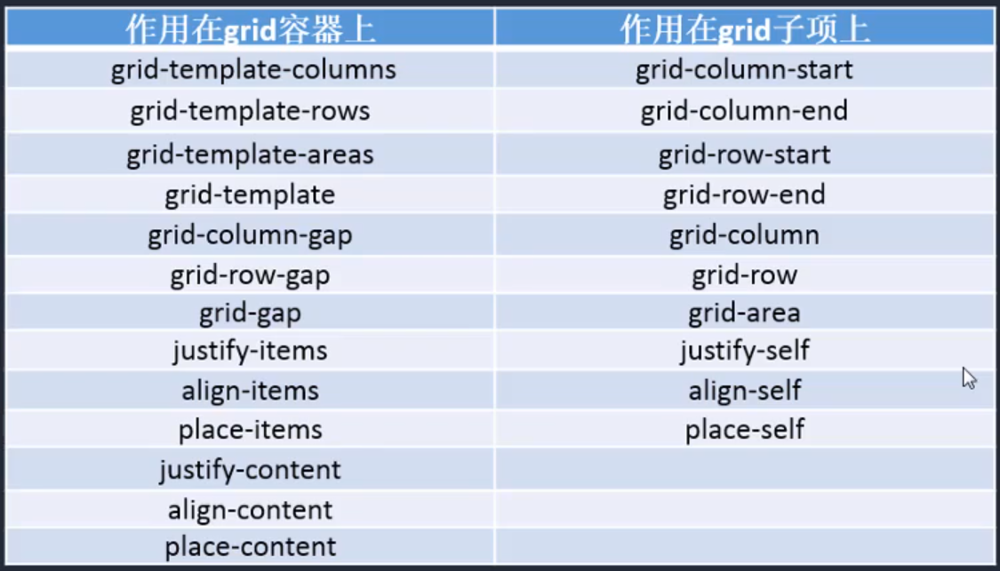 作用在grid容器上 作用在grid子项上
grid-template-columns grid-column-start
grid-template-rows grid-column-end
grid-template-areas grid-row-start
grid-template grid-row-end
grid-column-gap grid-column
grid-row-gap grid-row
grid-gap grid-area
justify-items justify-self
align-items align-self
place-items place-self
justify-content
align-content
place-content